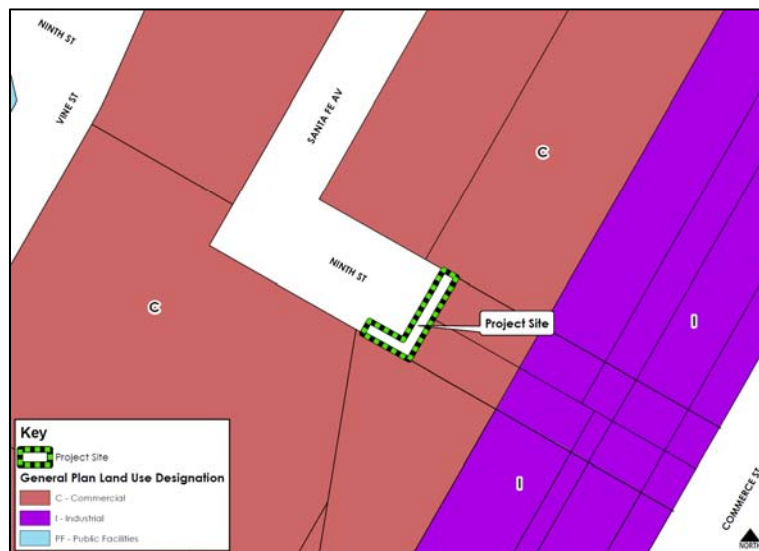 NINTH ST
VINE ST
SANTA FE AV
C
NINTH ST
Project Site
C
I
I
COMMERCE ST
Key
Project Site
General Plan Land Use Designation
C - Commercial
I - Industrial
PF - Public Facilities
NORTH